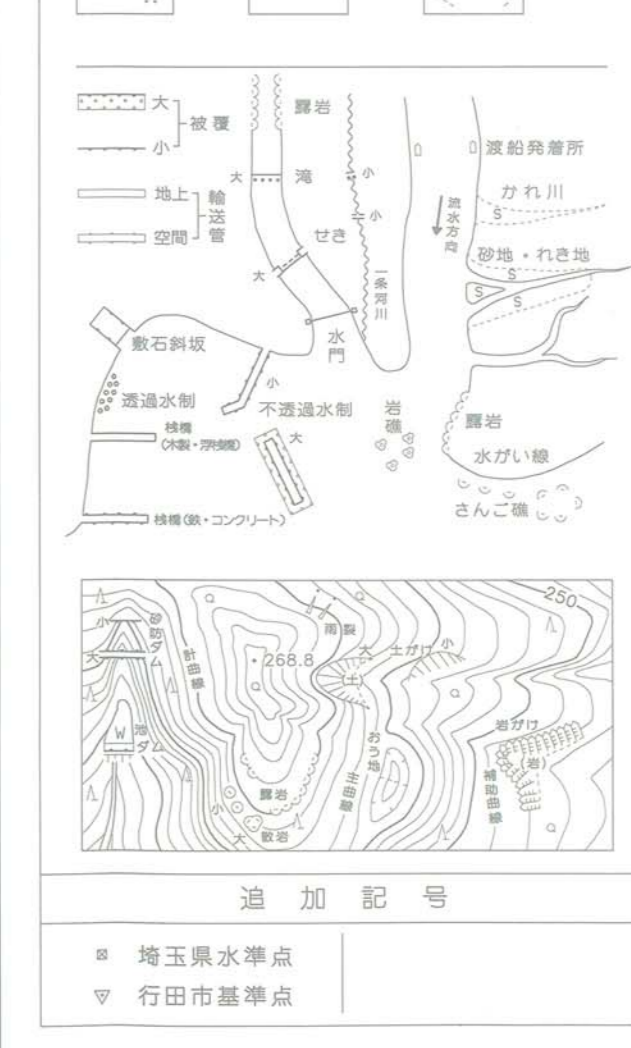 大
被覆
小
地上
輸送管
空間
露岩
大
滝
小
小
せき
大
一条河川
渡船発着所
かれ川
S
流水方向
砂地・れき地
S
S
S
敷石斜坂
水門
透過水制
小
不透過水制
岩礁
露岩
桟橋
(木製・浮桟橋)
大
水がい線
さんご礁
桟橋(鉄・コンクリート)
250
小
砂防ダム
大
計曲線
雨裂
268.8
大
土がけ
小
(土)
W
池
ダム
おう地
主曲線
岩がけ
(岩)
補助曲線
露岩
小
大
散岩
追加記号
埼玉県水準点
行田市基準点